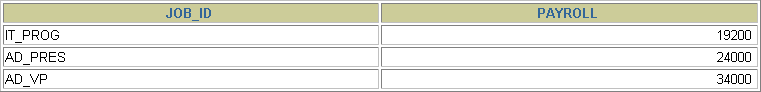 JOB_ID PAYROLL
IT_PROG 19200
AD_PRES 24000
AD_VP 34000